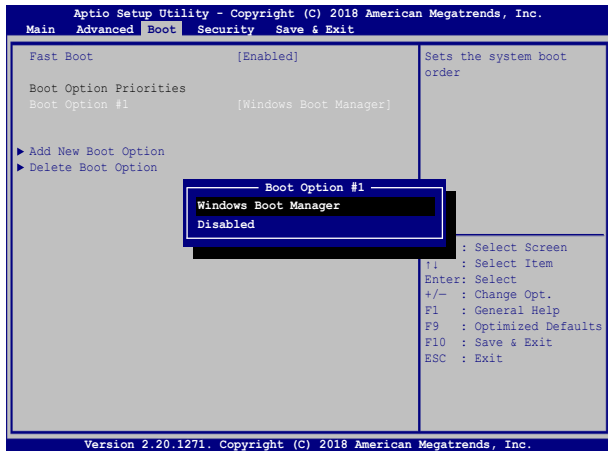 Aptio Setup Utility - Copyright (C) 2018 American Megatrends, Inc.
Main Advanced Boot Security Save & Exit
Fast Boot [Enabled]
Boot Option Priorities
Boot Option #1 [Windows Boot Manager]
▶ Add New Boot Option
▶ Delete Boot Option
Boot Option #1
Windows Boot Manager
Disabled
Sets the system boot
order
: Select Screen
↑↓ : Select Item
Enter: Select
+/— : Change Opt.
F1 : General Help
F9 : Optimized Defaults
F10 : Save & Exit
ESC : Exit
Version 2.20.1271. Copyright (C) 2018 American Megatrends, Inc.